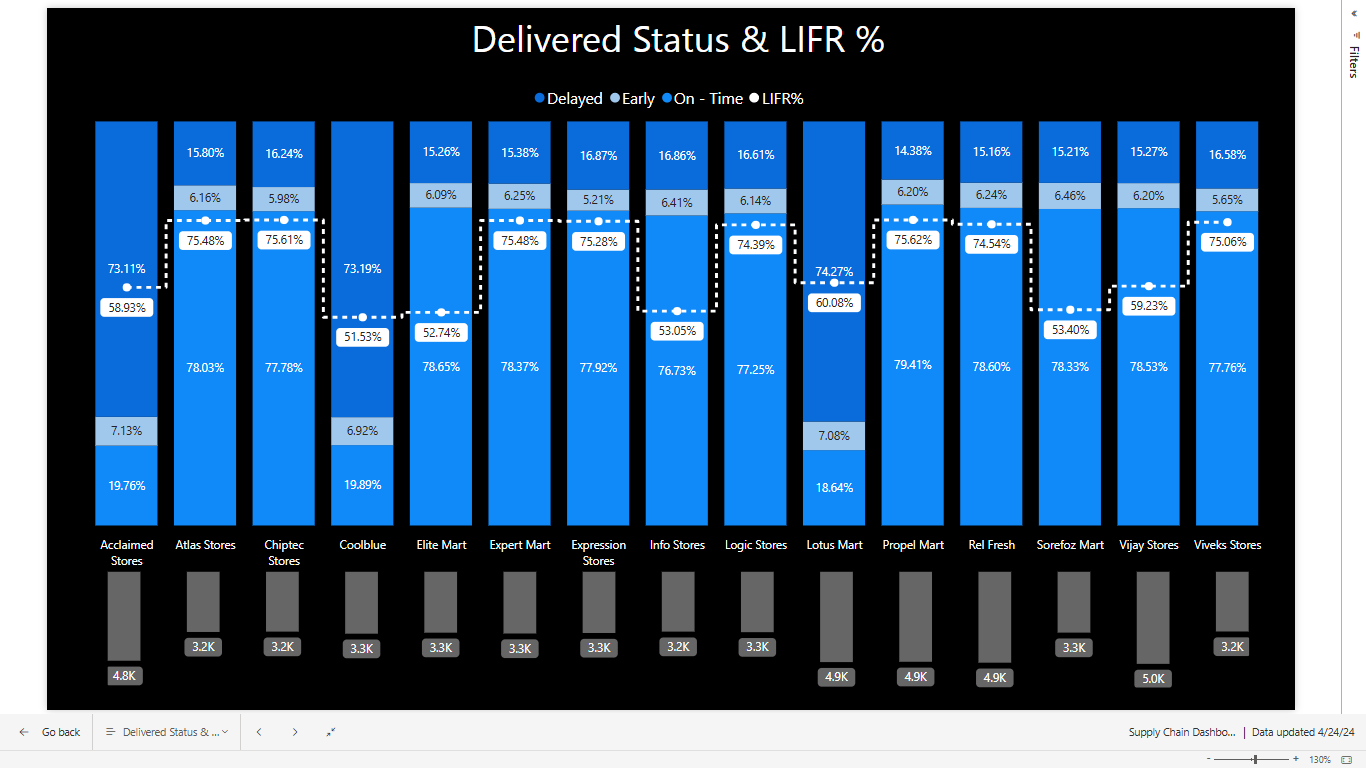 Delivered Status & LIFR %
Delayed Early On - Time LIFR%
Filters
73.11% 15.80% 16.24% 73.19% 15.26% 15.38% 16.87% 16.86% 16.61% 74.27% 14.38% 15.16% 15.21% 15.27% 16.58%
7.13% 6.16% 5.98% 6.92% 6.09% 6.25% 5.21% 6.41% 6.14% 7.08% 6.20% 6.24% 6.46% 6.20% 5.65%
58.93% 75.48% 75.61% 51.53% 52.74% 75.48% 75.28% 53.05% 74.39% 60.08% 75.62% 74.54% 53.40% 59.23% 75.06%
19.76% 78.03% 77.78% 19.89% 78.65% 78.37% 77.92% 76.73% 77.25% 18.64% 79.41% 78.60% 78.33% 78.53% 77.76%
Acclaimed Stores Atlas Stores Chiptec Stores Coolblue Elite Mart Expert Mart Expression Stores Info Stores Logic Stores Lotus Mart Propel Mart Rel Fresh Sorefoz Mart Vijay Stores Viveks Stores
4.8K 3.2K 3.2K 3.3K 3.3K 3.3K 3.3K 3.2K 3.3K 4.9K 4.9K 4.9K 3.3K 5.0K 3.2K
Go back Delivered Status & ... Supply Chain Dashbo... | Data updated 4/24/24
- + 130%